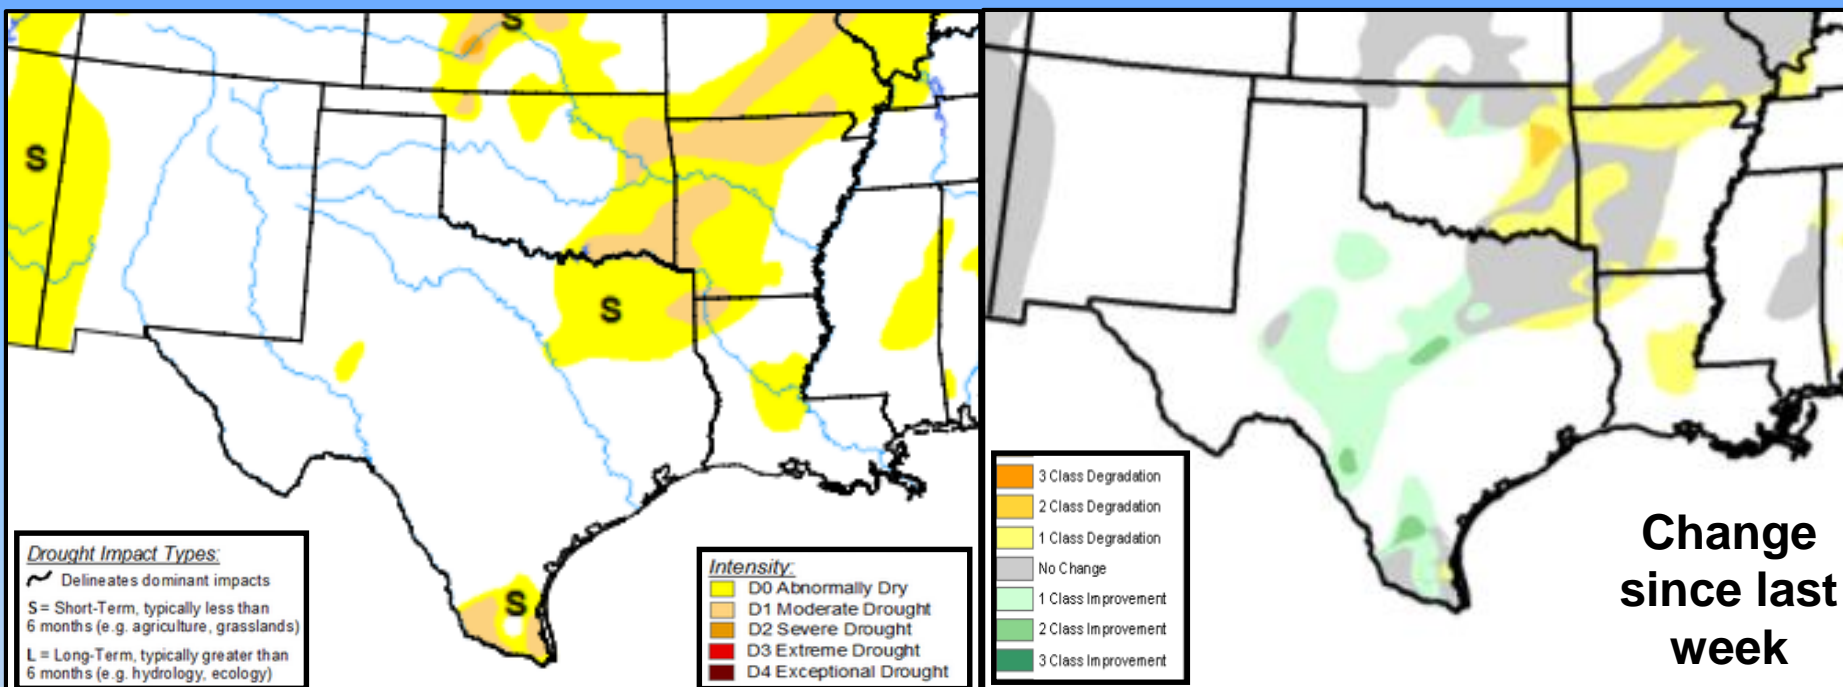 S
S
S
S
Drought Impact Types:
Delineates dominant impacts
S = Short-Term, typically less than
6 months (e.g. agriculture, grasslands)
L = Long-Term, typically greater than
6 months (e.g. hydrology, ecology)
Intensity:
D0 Abnormally Dry
D1 Moderate Drought
D2 Severe Drought
D3 Extreme Drought
D4 Exceptional Drought
3 Class Degradation
2 Class Degradation
1 Class Degradation
No Change
1 Class Improvement
2 Class Improvement
3 Class Improvement
Change
since last
week